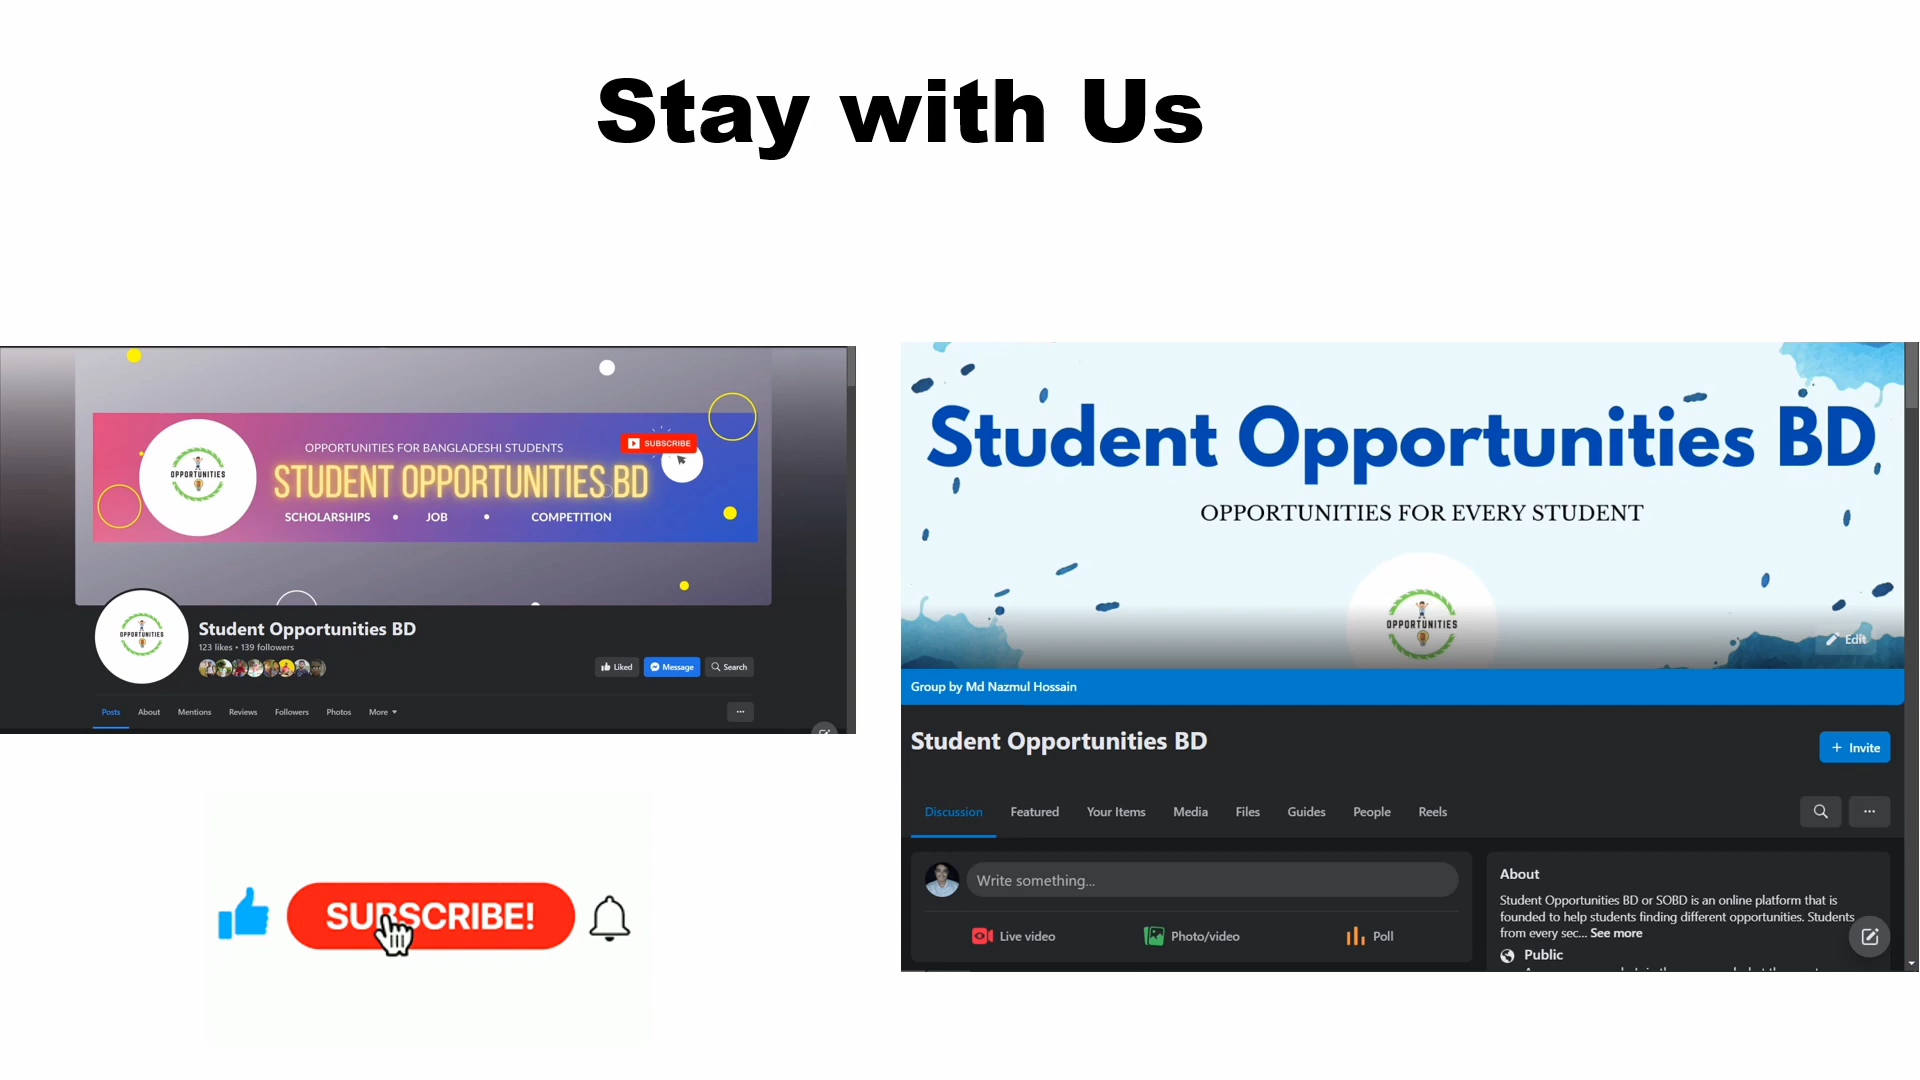 Stay with Us
OPPORTUNITIES FOR BANGLADESHI STUDENTS
SUBSCRIBE
OPPORTUNITIES
STUDENT OPPORTUNITIES BD
SCHOLARSHIPS • JOB • COMPETITION
OPPORTUNITIES
Student Opportunities BD
123 likes • 139 followers
Liked Message Search
Posts About Mentions Reviews Followers Photos More
SUBSCRIBE!
Student Opportunities BD
OPPORTUNITIES FOR EVERY STUDENT
OPPORTUNITIES
Edit
Group by Md Nazmul Hossain
Student Opportunities BD
+ Invite
Discussion Featured Your Items Media Files Guides People Reels
Write something...
Live video Photo/video Poll
About
Student Opportunities BD or SOBD is an online platform that is
founded to help students finding different opportunities. Students
from every sec... See more
Public